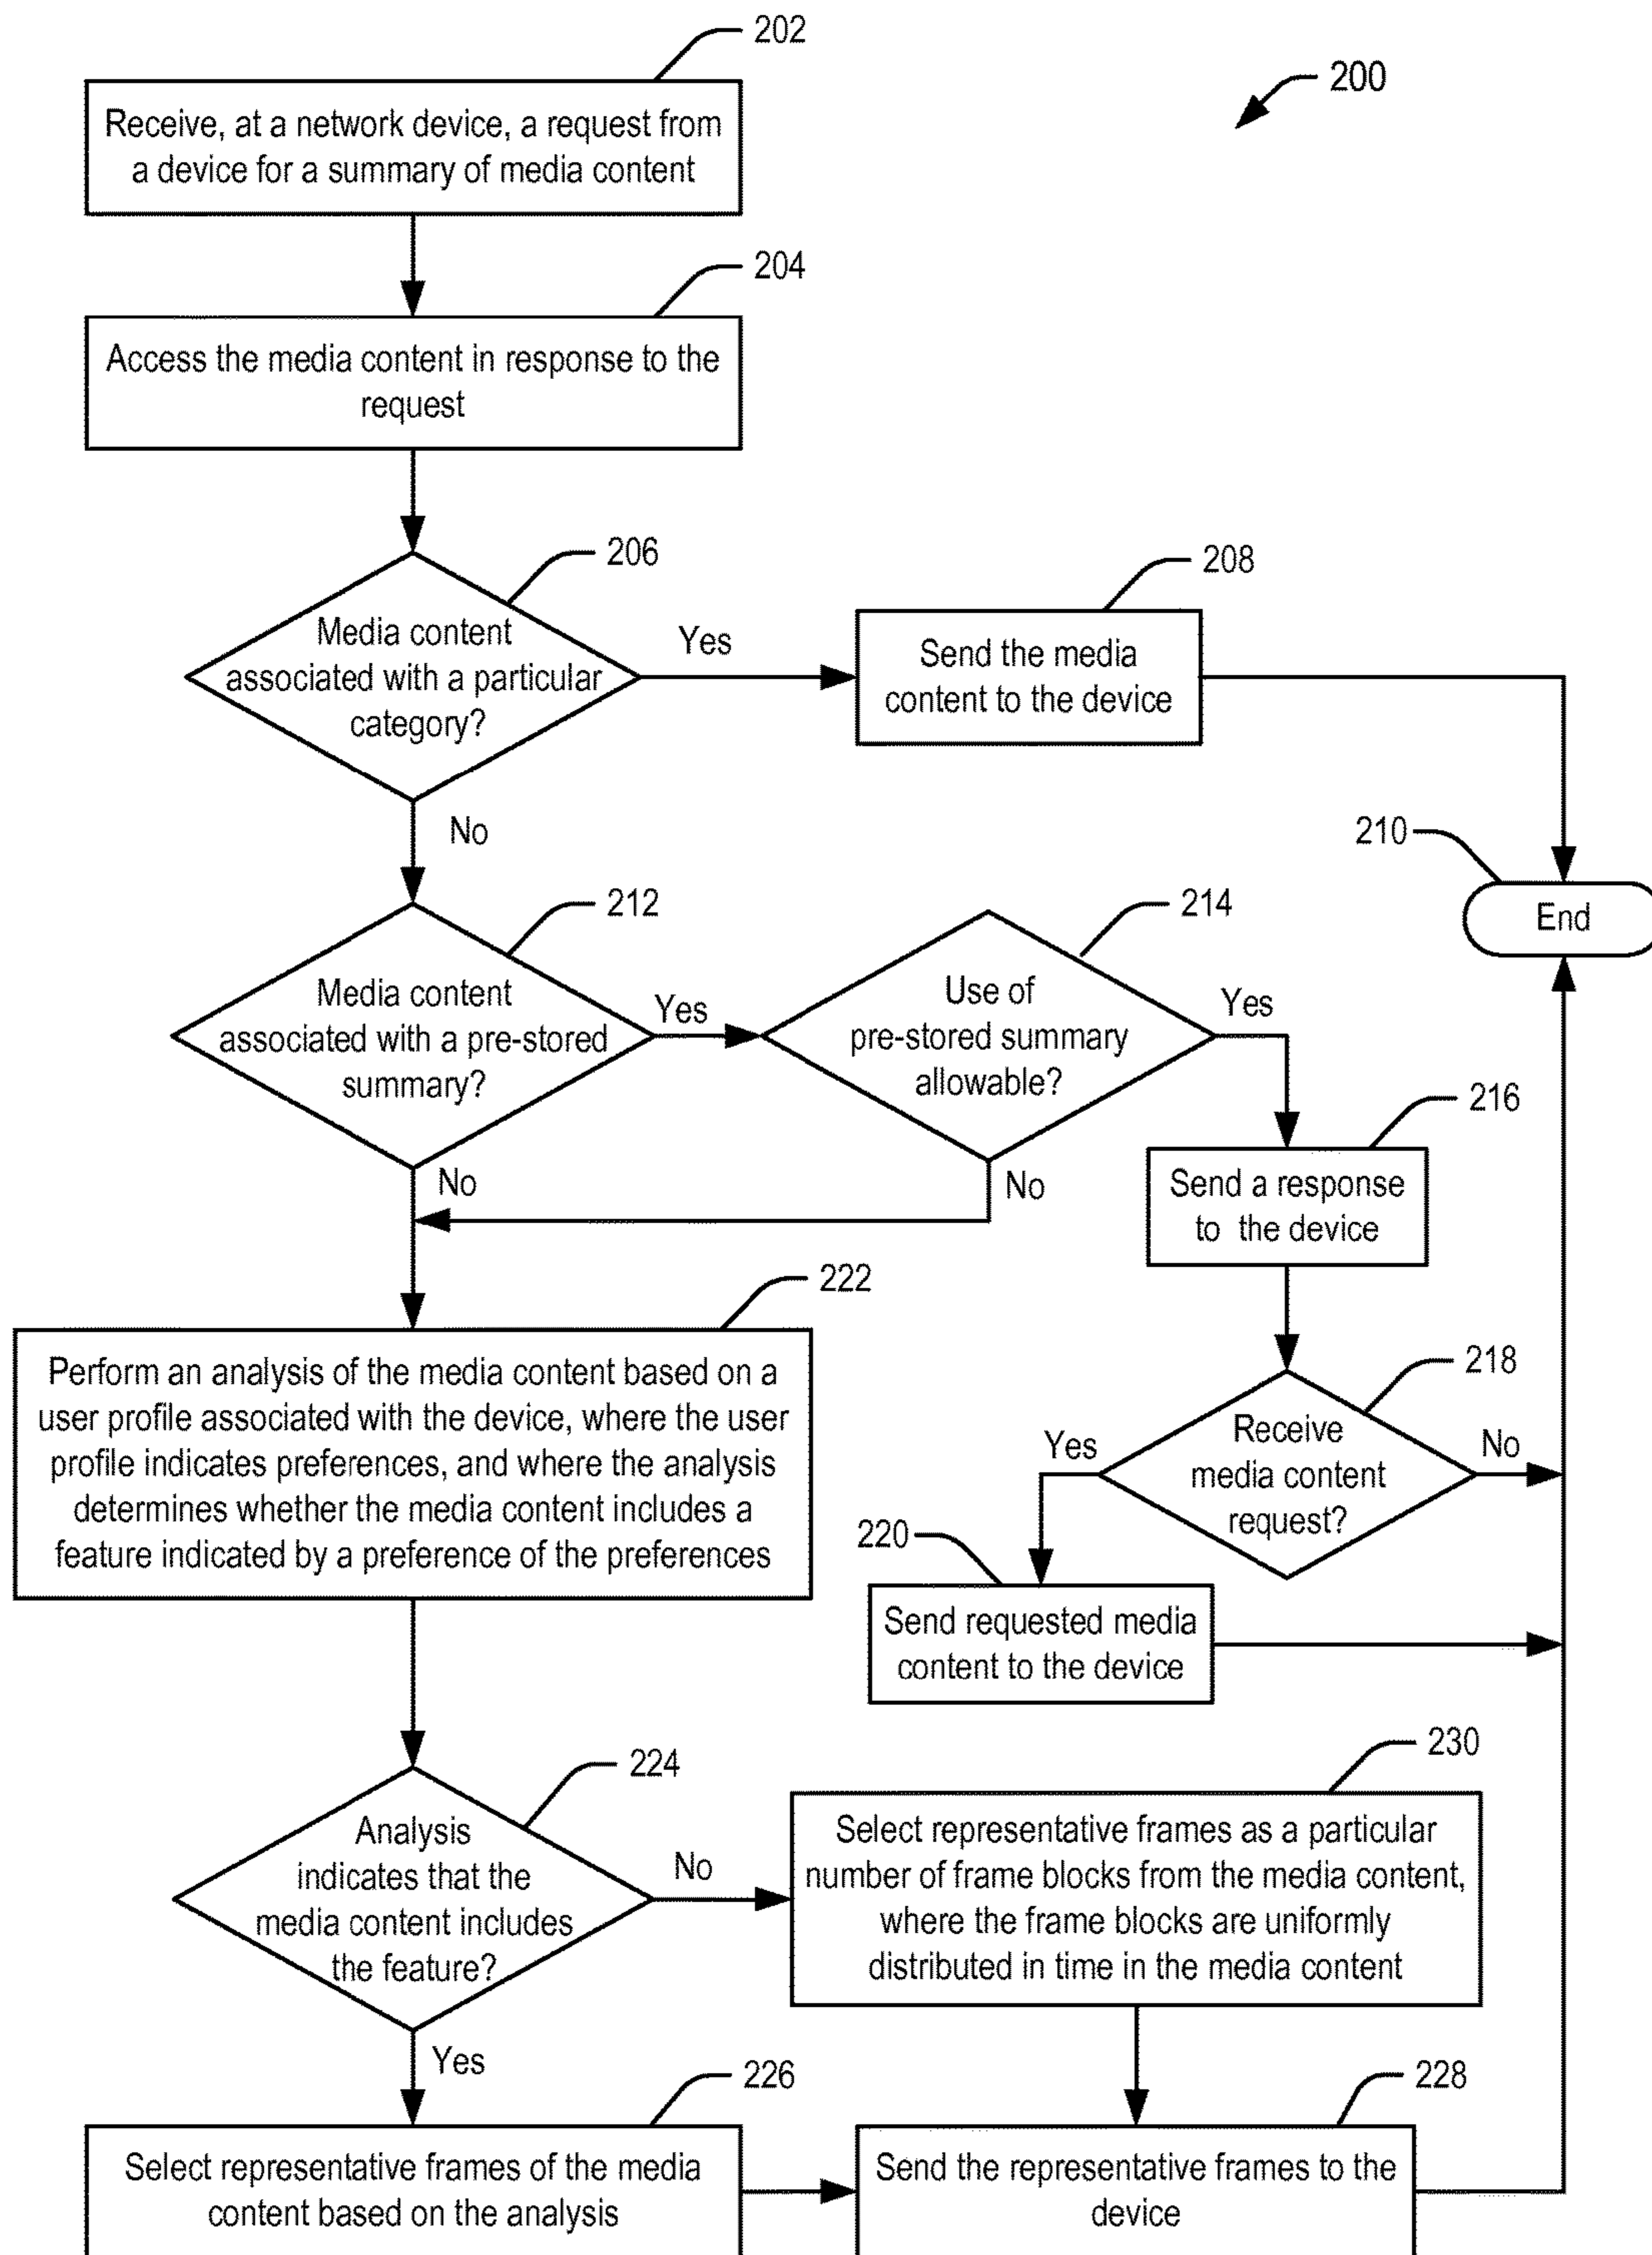 202
200
Receive, at a network device, a request from
a device for a summary of media content
204
Access the media content in response to the
request
206
Media content
associated with a particular
category?
Yes
208
Send the media
content to the device
No
210
End
212
Media content
associated with a pre-stored
summary?
Yes
214
Use of
pre-stored summary
allowable?
Yes
No
No
216
Send a response
to the device
218
Receive
media content
request?
Yes
No
220
Send requested media
content to the device
222
Perform an analysis of the media content based on a
user profile associated with the device, where the user
profile indicates preferences, and where the analysis
determines whether the media content includes a
feature indicated by a preference of the preferences
224
Analysis
indicates that the
media content includes
the feature?
No
230
Select representative frames as a particular
number of frame blocks from the media content,
where the frame blocks are uniformly
distributed in time in the media content
Yes
226
Select representative frames of the media
content based on the analysis
228
Send the representative frames to the
device